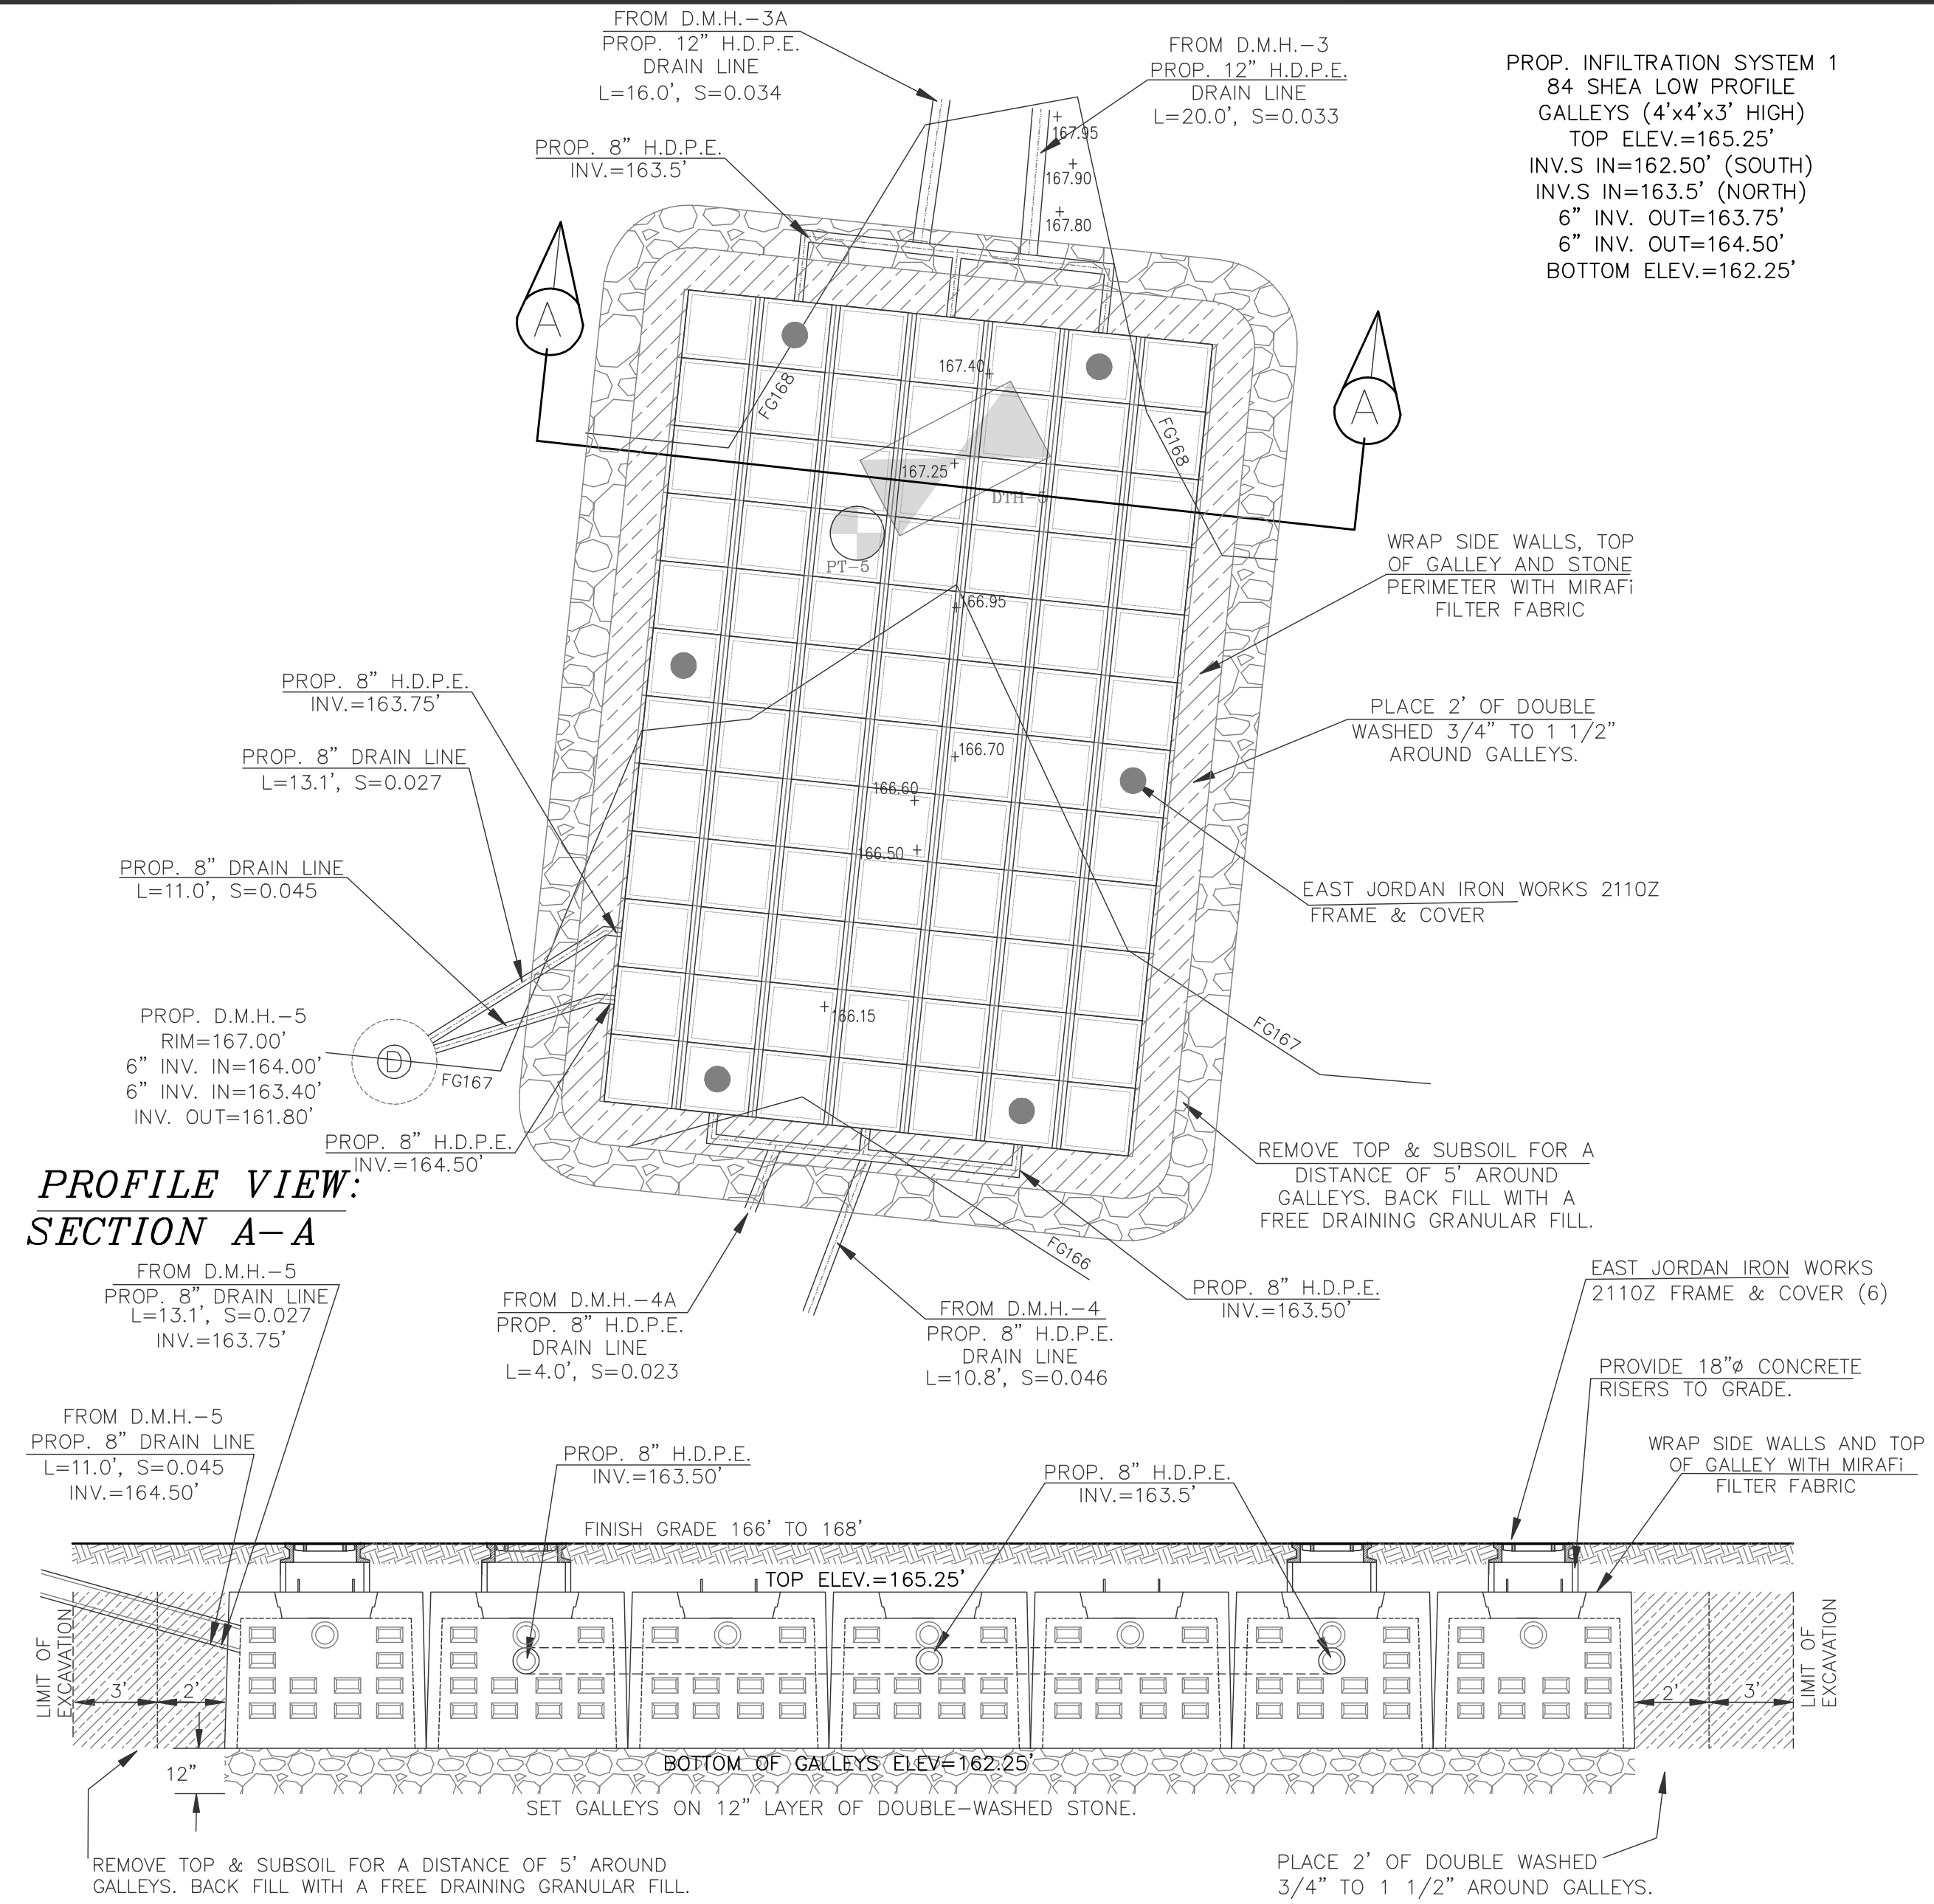 FROM D.M.H.-3A
PROP. 12" H.D.P.E.
DRAIN LINE
L=16.0', S=0.034
FROM D.M.H.-3
PROP. 12" H.D.P.E.
DRAIN LINE
L=20.0', S=0.033
PROP. INFILTRATION SYSTEM 1
84 SHEA LOW PROFILE
GALLEYS (4'x4'x3' HIGH)
TOP ELEV.=165.25'
INV.S IN=162.50' (SOUTH)
INV.S IN=163.5' (NORTH)
6" INV. OUT=163.75'
6" INV. OUT=164.50'
BOTTOM ELEV.=162.25'
PROP. 8" H.D.P.E.
INV.=163.5'
167.95
167.90
167.80
A
A
167.40
FG168
FG168
167.25
DTH-5
PT-5
166.95
WRAP SIDE WALLS, TOP
OF GALLEY AND STONE
PERIMETER WITH MIRAFi
FILTER FABRIC
PROP. 8" H.D.P.E.
INV.=163.75'
PLACE 2' OF DOUBLE
WASHED 3/4" TO 1 1/2"
AROUND GALLEYS.
PROP. 8" DRAIN LINE
L=13.1', S=0.027
166.70
166.60
166.50
PROP. 8" DRAIN LINE
L=11.0', S=0.045
EAST JORDAN IRON WORKS 2110Z
FRAME & COVER
166.15
PROP. D.M.H.-5
RIM=167.00'
6" INV. IN=164.00'
6" INV. IN=163.40'
INV. OUT=161.80'
D
FG167
FG167
PROP. 8" H.D.P.E.
INV.=164.50'
REMOVE TOP & SUBSOIL FOR A
DISTANCE OF 5' AROUND
GALLEYS. BACK FILL WITH A
FREE DRAINING GRANULAR FILL.
FG166
PROFILE VIEW:
SECTION A-A
FROM D.M.H.-5
PROP. 8" DRAIN LINE
L=13.1', S=0.027
INV.=163.75'
FROM D.M.H.-4A
PROP. 8" H.D.P.E.
DRAIN LINE
L=4.0', S=0.023
FROM D.M.H.-4
PROP. 8" H.D.P.E.
DRAIN LINE
L=10.8', S=0.046
PROP. 8" H.D.P.E.
INV.=163.50'
EAST JORDAN IRON WORKS
2110Z FRAME & COVER (6)
PROVIDE 18"ø CONCRETE
RISERS TO GRADE.
FROM D.M.H.-5
PROP. 8" DRAIN LINE
L=11.0', S=0.045
INV.=164.50'
PROP. 8" H.D.P.E.
INV.=163.50'
PROP. 8" H.D.P.E.
INV.=163.5'
WRAP SIDE WALLS AND TOP
OF GALLEY WITH MIRAFi
FILTER FABRIC
FINISH GRADE 166' TO 168'
TOP ELEV.=165.25'
LIMIT OF
EXCAVATION
3'
2'
2'
3'
LIMIT OF
EXCAVATION
12"
BOTTOM OF GALLEYS ELEV=162.25'
SET GALLEYS ON 12" LAYER OF DOUBLE-WASHED STONE.
REMOVE TOP & SUBSOIL FOR A DISTANCE OF 5' AROUND
GALLEYS. BACK FILL WITH A FREE DRAINING GRANULAR FILL.
PLACE 2' OF DOUBLE WASHED
3/4" TO 1 1/2" AROUND GALLEYS.